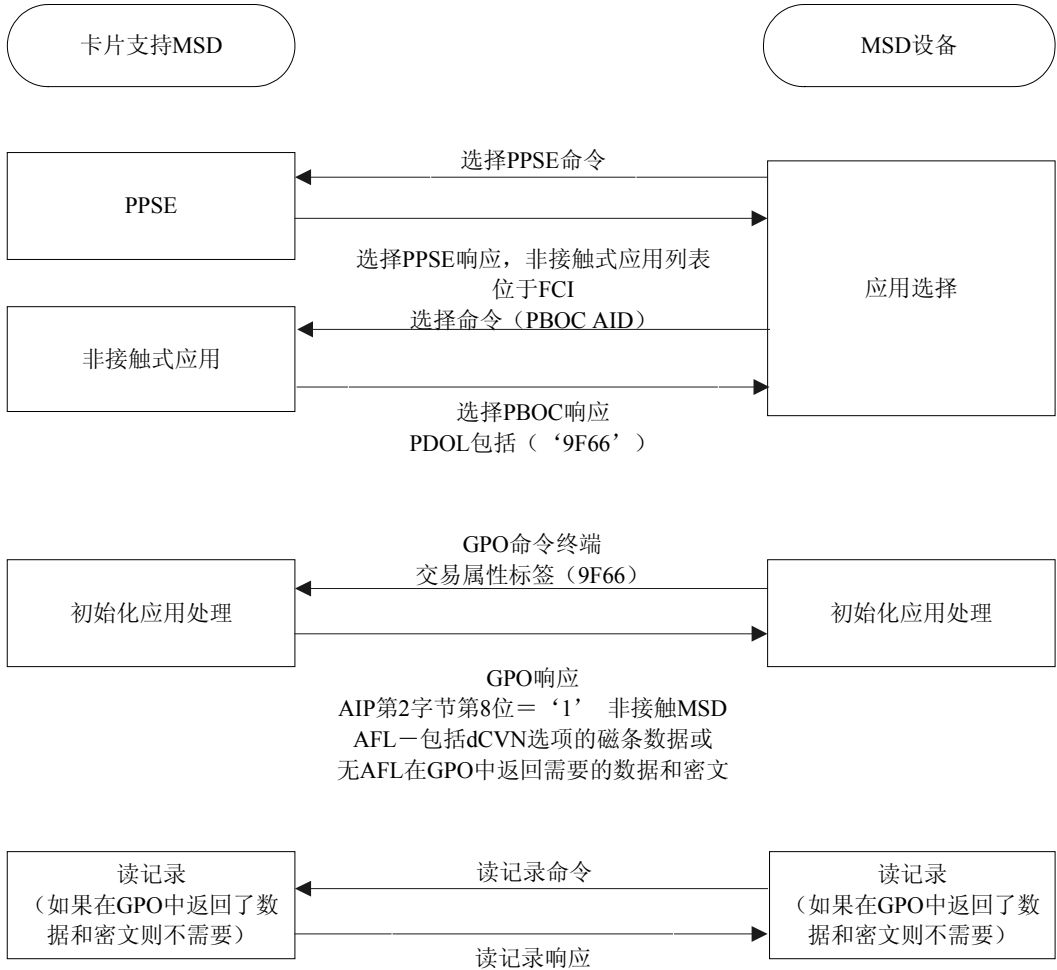 卡片支持MSD
MSD设备
选择PPSE命令
PPSE
选择PPSE响应，非接触式应用列表
位于FCI
应用选择
选择命令（PBOC AID）
非接触式应用
选择PBOC响应
PDOL包括（‘9F66’）
GPO命令终端
交易属性标签（9F66）
初始化应用处理
初始化应用处理
GPO响应
AIP第2字节第8位＝‘1’ 非接触MSD
AFL－包括dCVN选项的磁条数据或
无AFL在GPO中返回需要的数据和密文
读记录
（如果在GPO中返回了数
据和密文则不需要）
读记录命令
读记录响应
读记录
（如果在GPO中返回了数
据和密文则不需要）